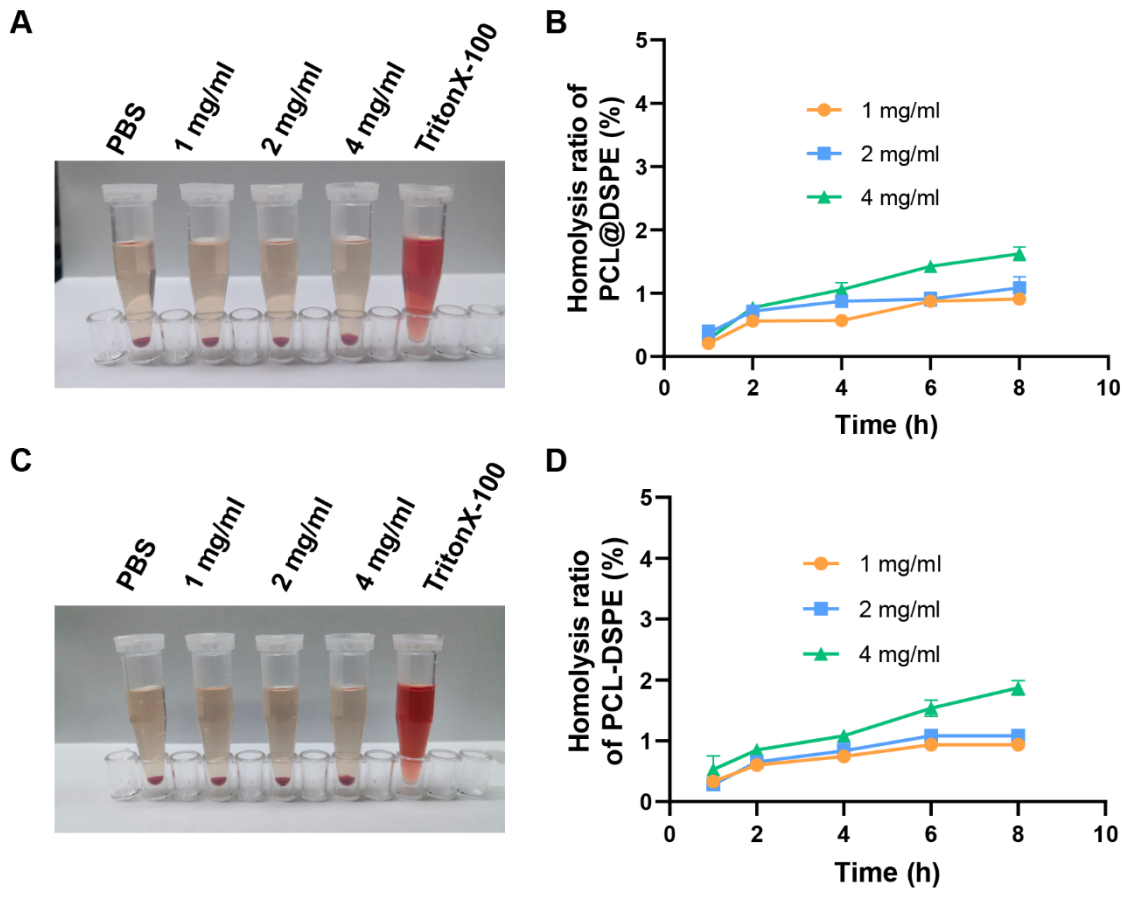 A
PBS
1 mg/ml
2 mg/ml
4 mg/ml
TritonX-100
B
Homolysis ratio of
PCL@DSPE (%)
5
4
3
2
1
0
1 mg/ml
2 mg/ml
4 mg/ml
0
2
4
6
8
10
Time (h)
C
PBS
1 mg/ml
2 mg/ml
4 mg/ml
TritonX-100
D
Homolysis ratio
of PCL-DSPE (%)
5
4
3
2
1
0
1 mg/ml
2 mg/ml
4 mg/ml
0
2
4
6
8
10
Time (h)